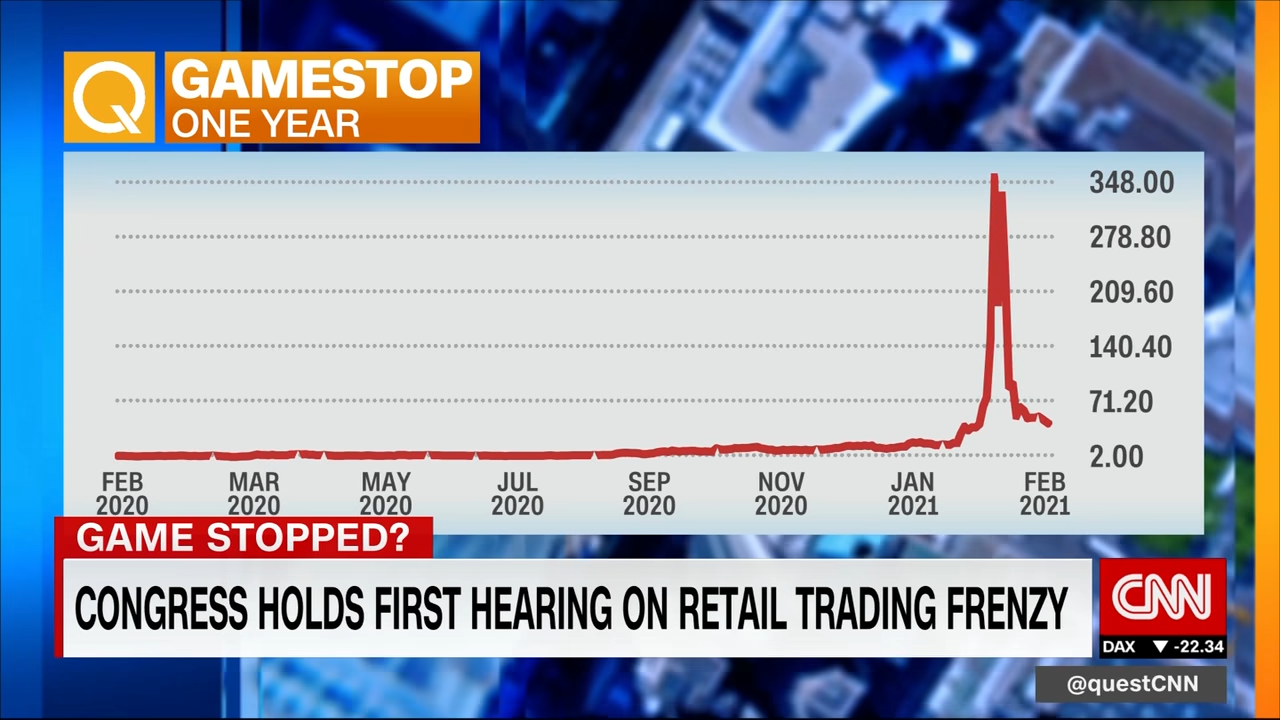 Q GAMESTOP
ONE YEAR
348.00
278.80
209.60
140.40
71.20
2.00
FEB MAR MAY JUL SEP NOV JAN FEB
2020 2020 2020 2020 2020 2020 2021 2021
GAME STOPPED?
CONGRESS HOLDS FIRST HEARING ON RETAIL TRADING FRENZY
CNN
DAX ▼ -22.34
@questCNN